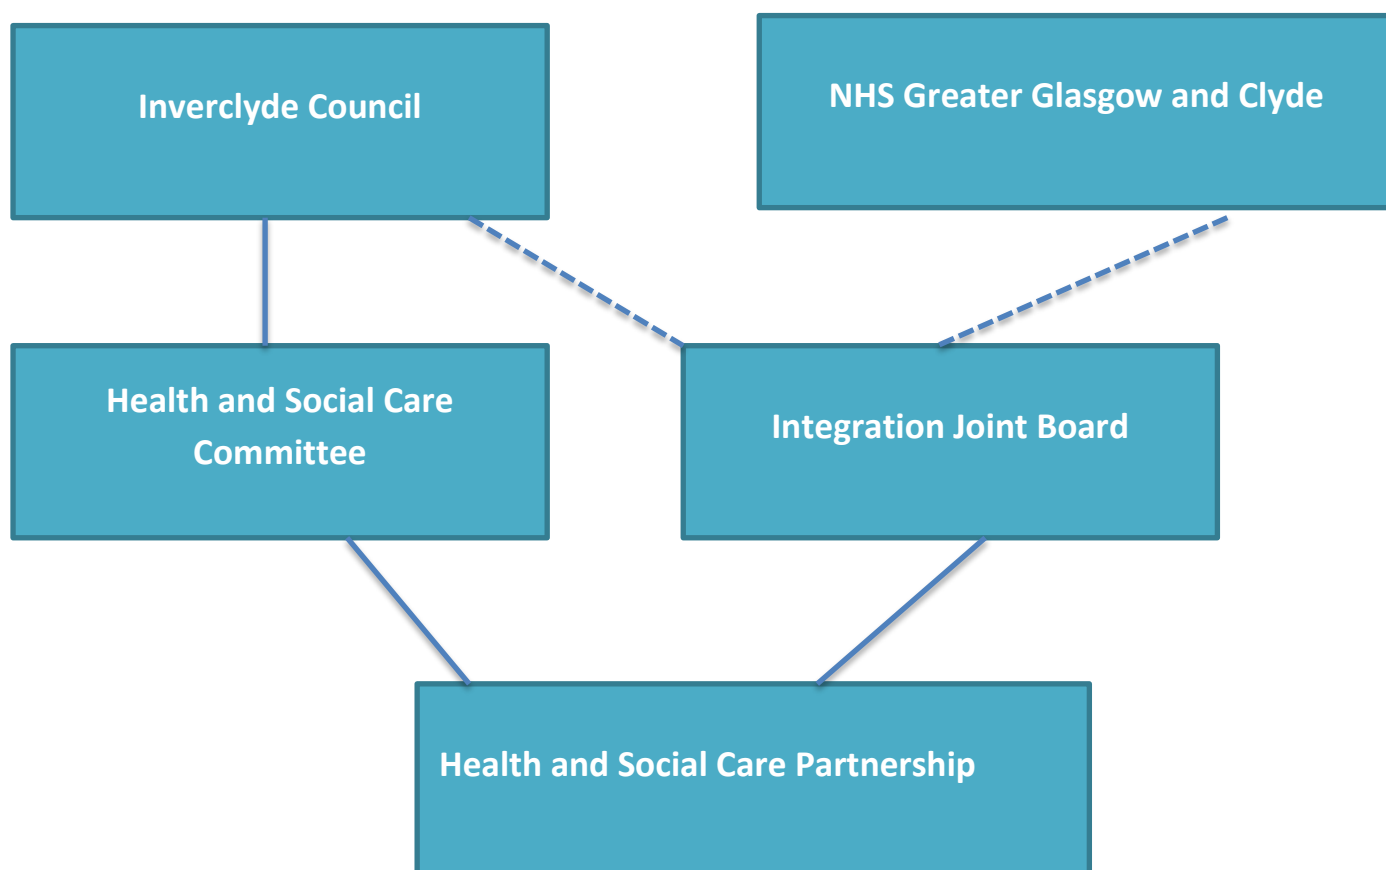 Inverclyde Council
NHS Greater Glasgow and Clyde
Health and Social Care
Committee
Integration Joint Board
Health and Social Care Partnership